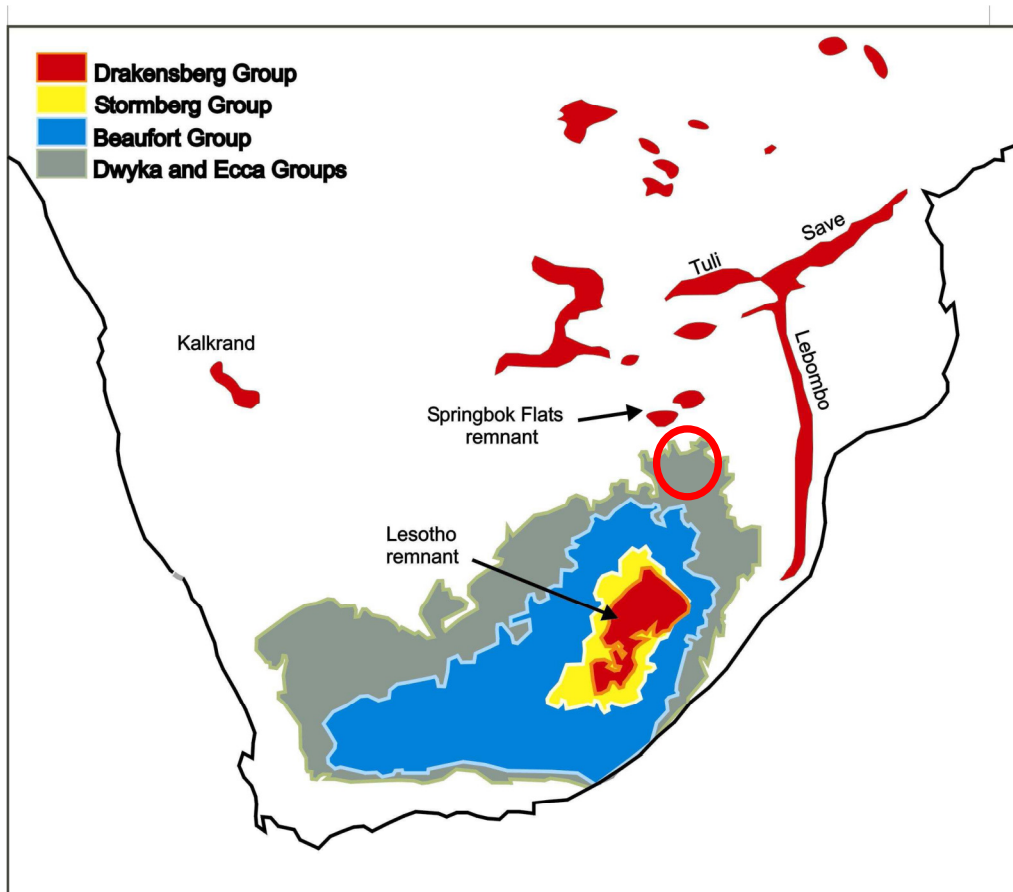 Drakensberg Group
Stormberg Group
Beaufort Group
Dwyka and Ecca Groups
Save
Tuli
Kalkrand
Lebombo
Springbok Flats
remnant
Lesotho
remnant